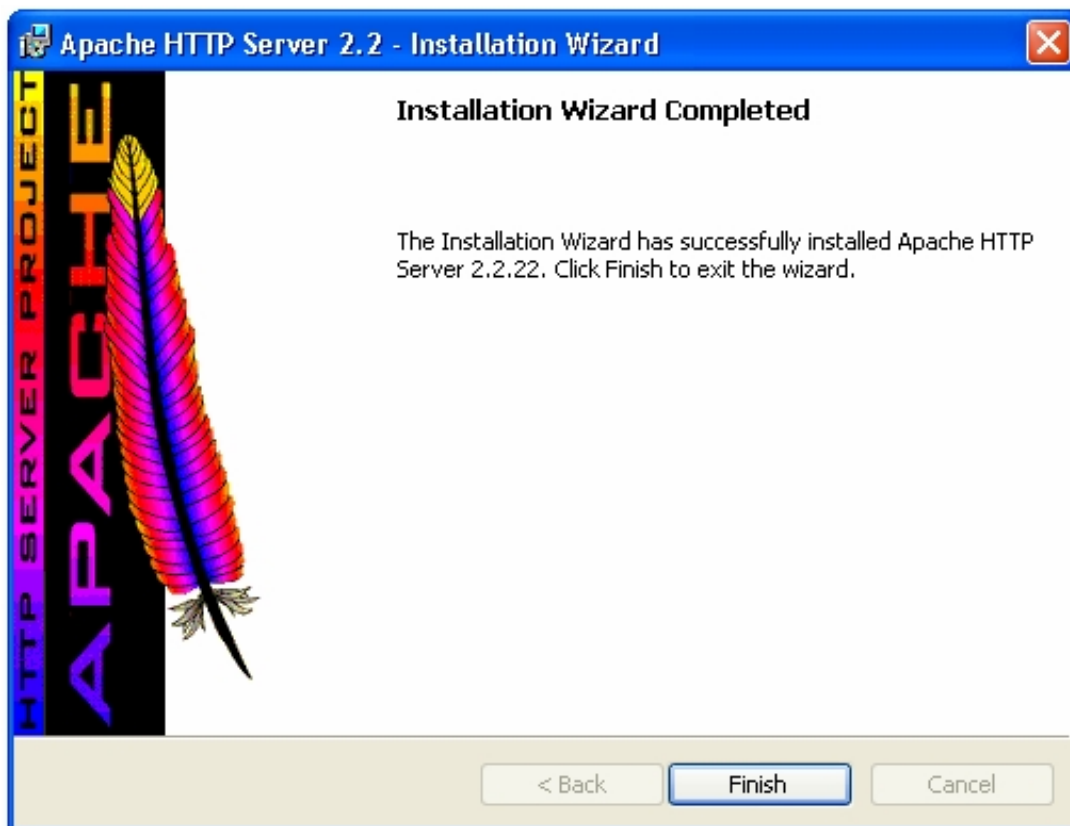 Apache HTTP Server 2.2 - Installation Wizard
HTTP SERVER PROJECT
APACHE
Installation Wizard Completed
The Installation Wizard has successfully installed Apache HTTP
Server 2.2.22. Click Finish to exit the wizard.
< Back
Finish
Cancel